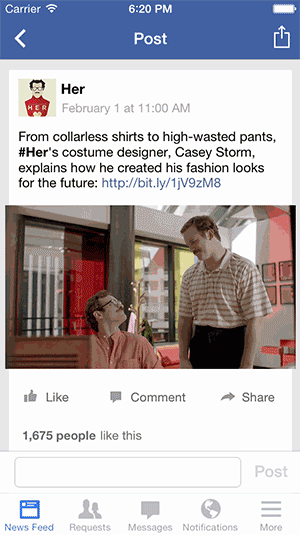 Carrier 6:20 PM
Post
Her
February 1 at 11:00 AM
From collarless shirts to high-wasted pants,
#Her's costume designer, Casey Storm,
explains how he created his fashion looks
for the future: http://bit.ly/1jV9zM8
Like Comment Share
1,675 people like this
Post
News Feed Requests Messages Notifications More